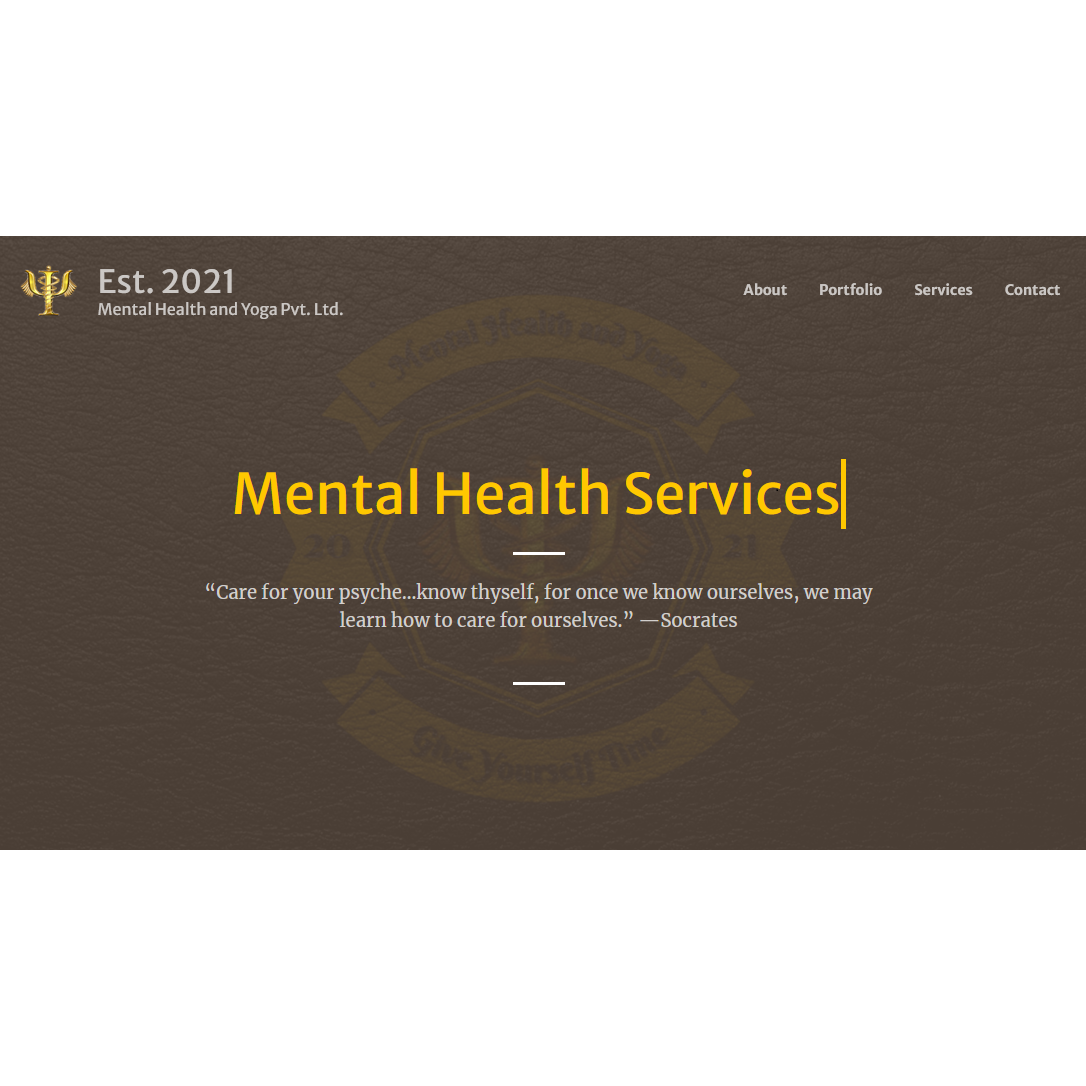 Est. 2021
Mental Health and Yoga Pvt. Ltd.
About Portfolio Services Contact
Mental Health and Yoga
Mental Health Services
20 21
“Care for your psyche...know thyself, for once we know ourselves, we may
learn how to care for ourselves.” —Socrates
Give Yourself Time